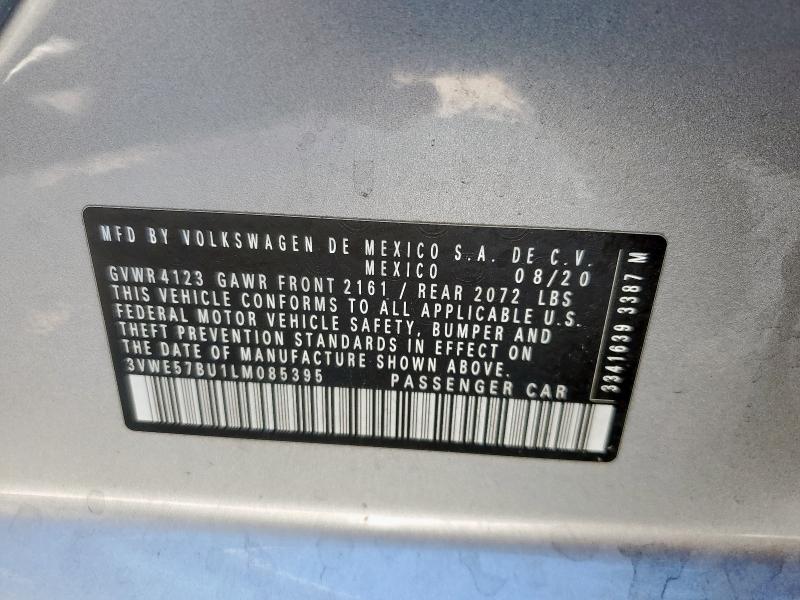 MFD BY VOLKSWAGEN DE MEXICO S.A. DE C.V.
MEXICO 08/20
GVWR 4123 GAWR FRONT 2161 / REAR 2072 LBS
THIS VEHICLE CONFORMS TO ALL APPLICABLE U.S.
FEDERAL MOTOR VEHICLE SAFETY, BUMPER AND
THEFT PREVENTION STANDARDS IN EFFECT ON
THE DATE OF MANUFACTURE SHOWN ABOVE.
3VWE57BU1LM085395 PASSENGER CAR
3341639 3387 M